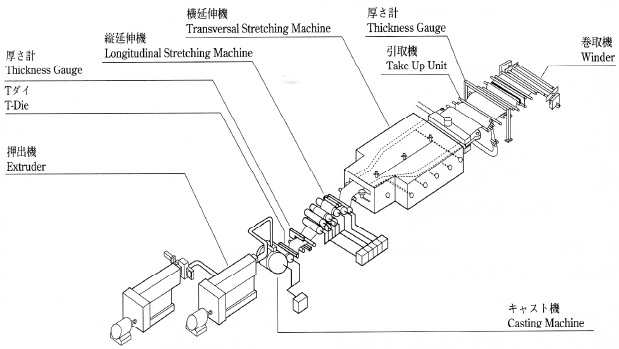 横延伸機
Transversal Stretching Machine
厚さ計
Thickness Gauge
縦延伸機
Longitudinal Stretching Machine
引取機
Take Up Unit
巻取機
Winder
厚さ計
Thickness Gauge
Tダイ
T-Die
押出機
Extruder
キャスト機
Casting Machine